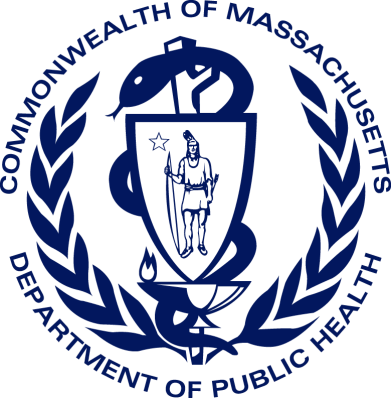 COMMONWEALTH OF MASSACHUSETTS
DEPARTMENT OF PUBLIC HEALTH